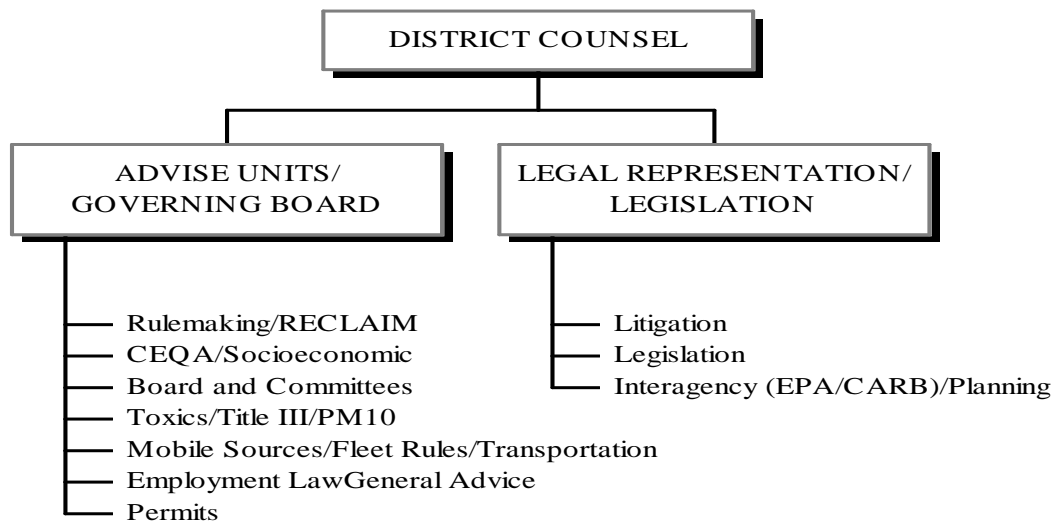 DISTRICT COUNSEL
ADVISE UNITS/
GOVERNING BOARD
LEGAL REPRESENTATION/
LEGISLATION
Rulemaking/RECLAIM
CEQA/Socioeconomic
Board and Committees
Toxics/Title III/PM10
Mobile Sources/Fleet Rules/Transportation
Employment LawGeneral Advice
Permits
Litigation
Legislation
Interagency (EPA/CARB)/Planning